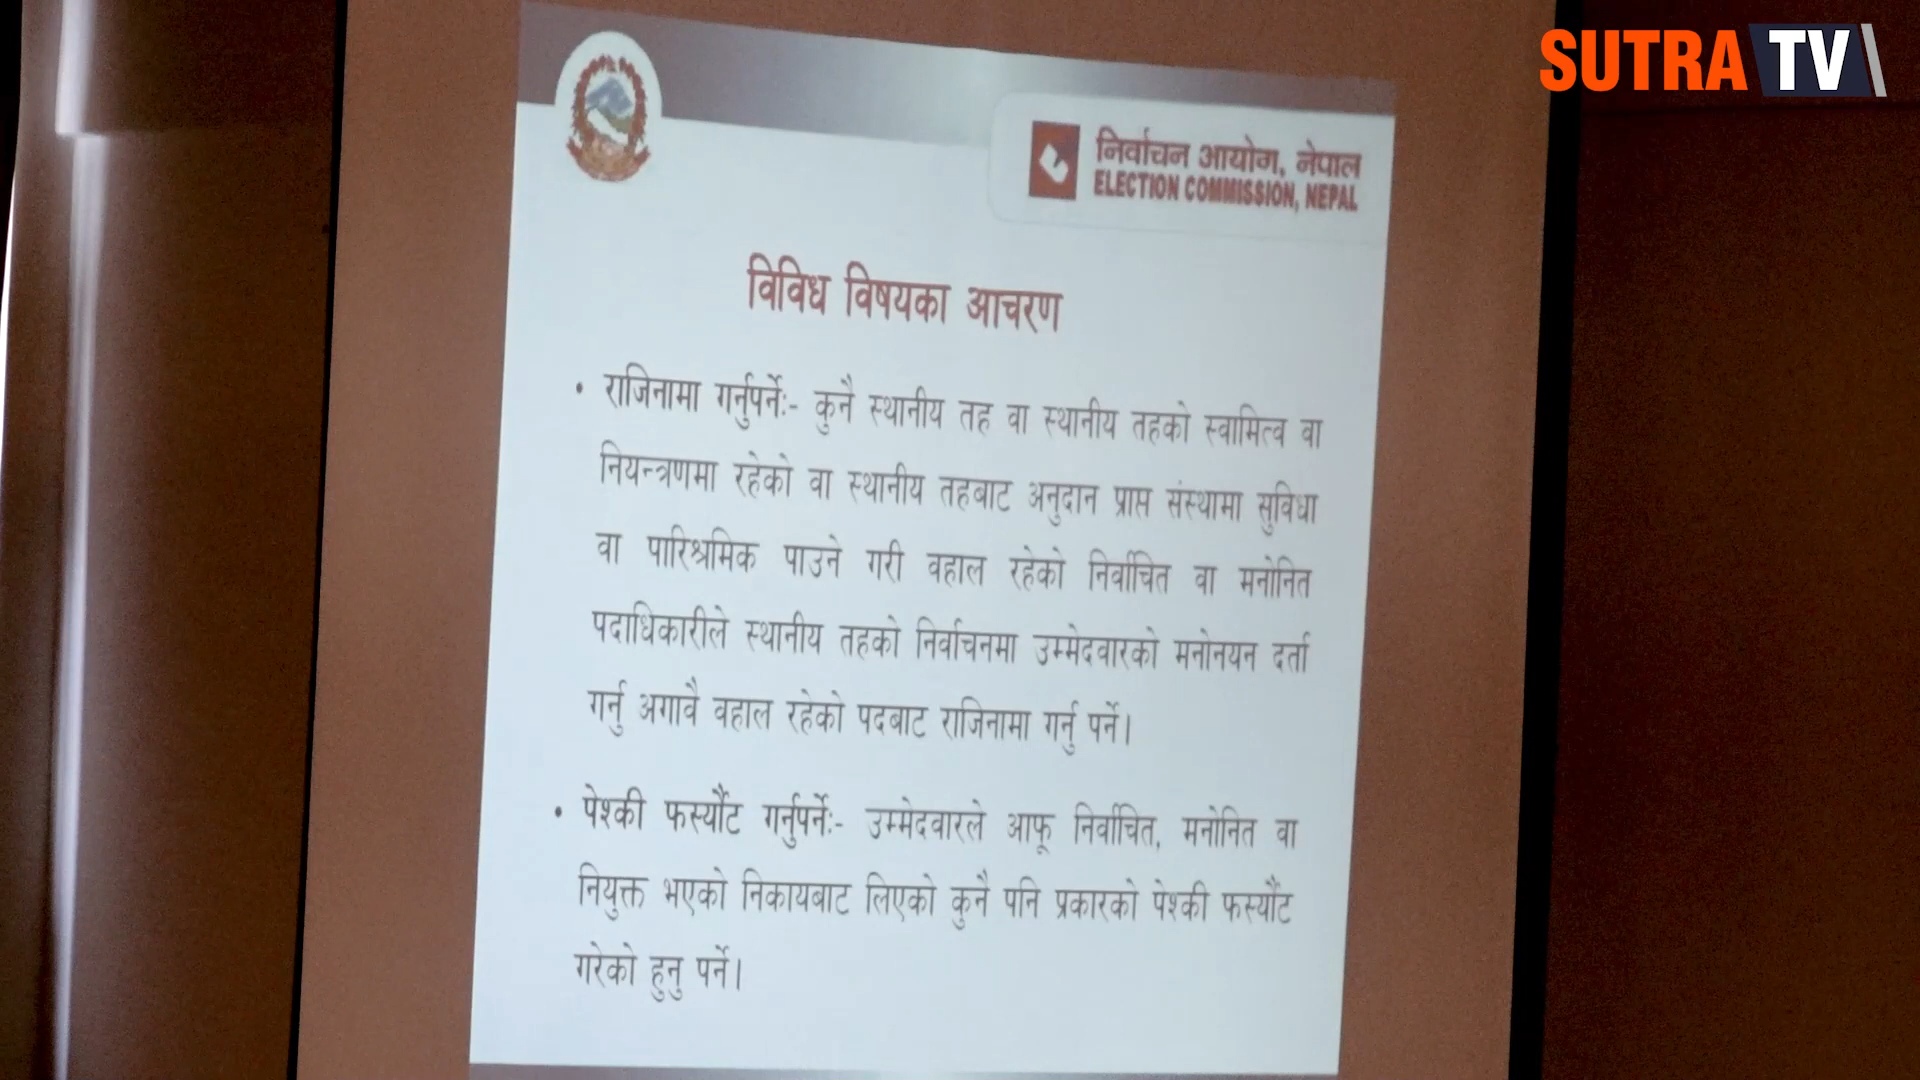 SUTRA TV
निर्वाचन आयोग, नेपाल
ELECTION COMMISSION, NEPAL
विविध विषयका आचरण
• राजिनामा गर्नुपर्नेः- कुनै स्थानीय तह वा स्थानीय तहको स्वामित्व वा
नियन्त्रणमा रहेको वा स्थानीय तहबाट अनुदान प्राप्त संस्थामा सुविधा
वा पारिश्रमिक पाउने गरी वहाल रहेको निर्वाचित वा मनोनित
पदाधिकारीले स्थानीय तहको निर्वाचनमा उम्मेदवारको मनोनयन दर्ता
गर्नु अगावै वहाल रहेको पदबाट राजिनामा गर्नु पर्ने।
• पेश्की फर्स्यौट गर्नुपर्नेः- उम्मेदवारले आफू निर्वाचित, मनोनित वा
नियुक्त भएको निकायबाट लिएको कुनै पनि प्रकारको पेश्की फर्स्यौट
गरेको हुनु पर्ने।